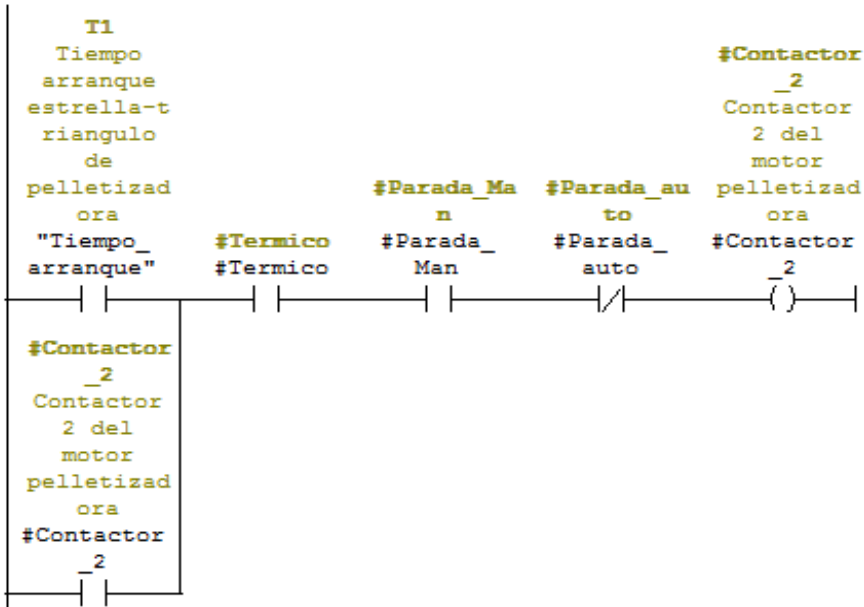 T1
Tiempo
arranque
estrella-t
riangulo
de
pelletizad
ora
"Tiempo_
arranque"
#Termico
#Termico
#Parada_Ma
n
#Parada_
Man
#Parada_au
to
#Parada_
auto
#Contactor
_2
Contactor
2 del
motor
pelletizad
ora
#Contactor
_2
#Contactor
_2
Contactor
2 del
motor
pelletizad
ora
#Contactor
_2